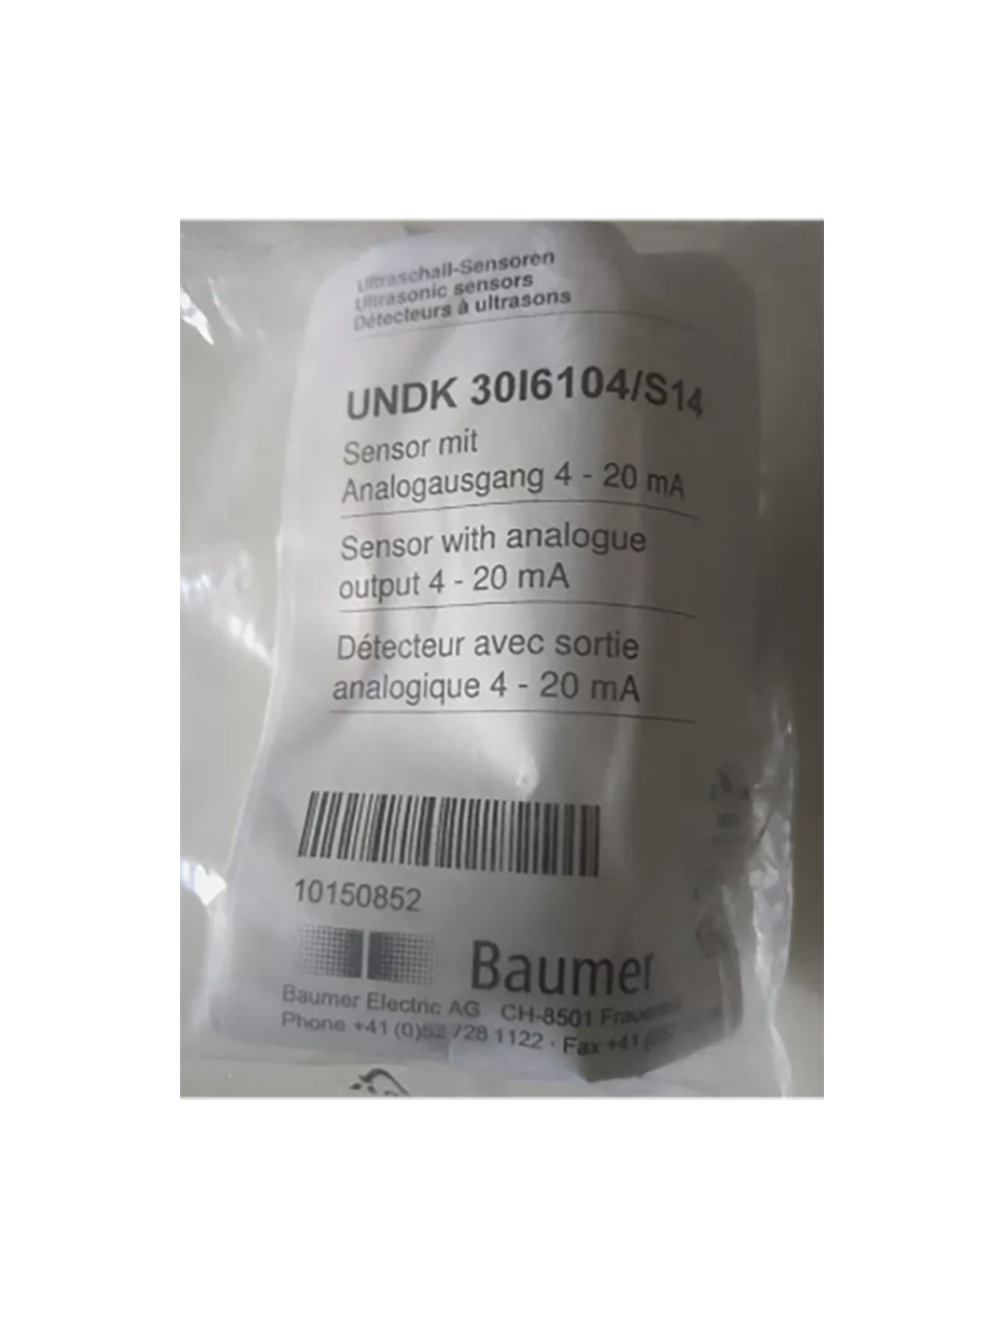 Ultraschall-Sensoren
Ultrasonic sensors
Détecteurs à ultrasons
UNDK 30I6104/S14
Sensor mit
Analogausgang 4 - 20 mA
Sensor with analogue
output 4 - 20 mA
Détecteur avec sortie
analogique 4 - 20 mA
10150852
Baumer
Baumer Electric AG CH-8501
Phone +41 (0)52 728 1122 · Fax +41